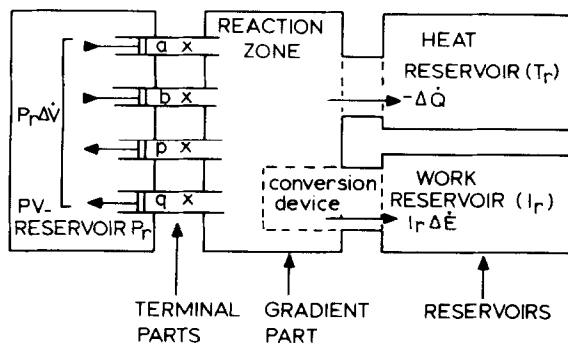 REACTION
ZONE
HEAT
RESERVOIR (Tr)
-ΔQ̇
a x
b x
p x
q x
PrΔV̇
PV-
RESERVOIR Pr
conversion
device
WORK
RESERVOIR (Ir)
IrΔĖ
TERMINAL
PARTS
GRADIENT
PART
RESERVOIRS